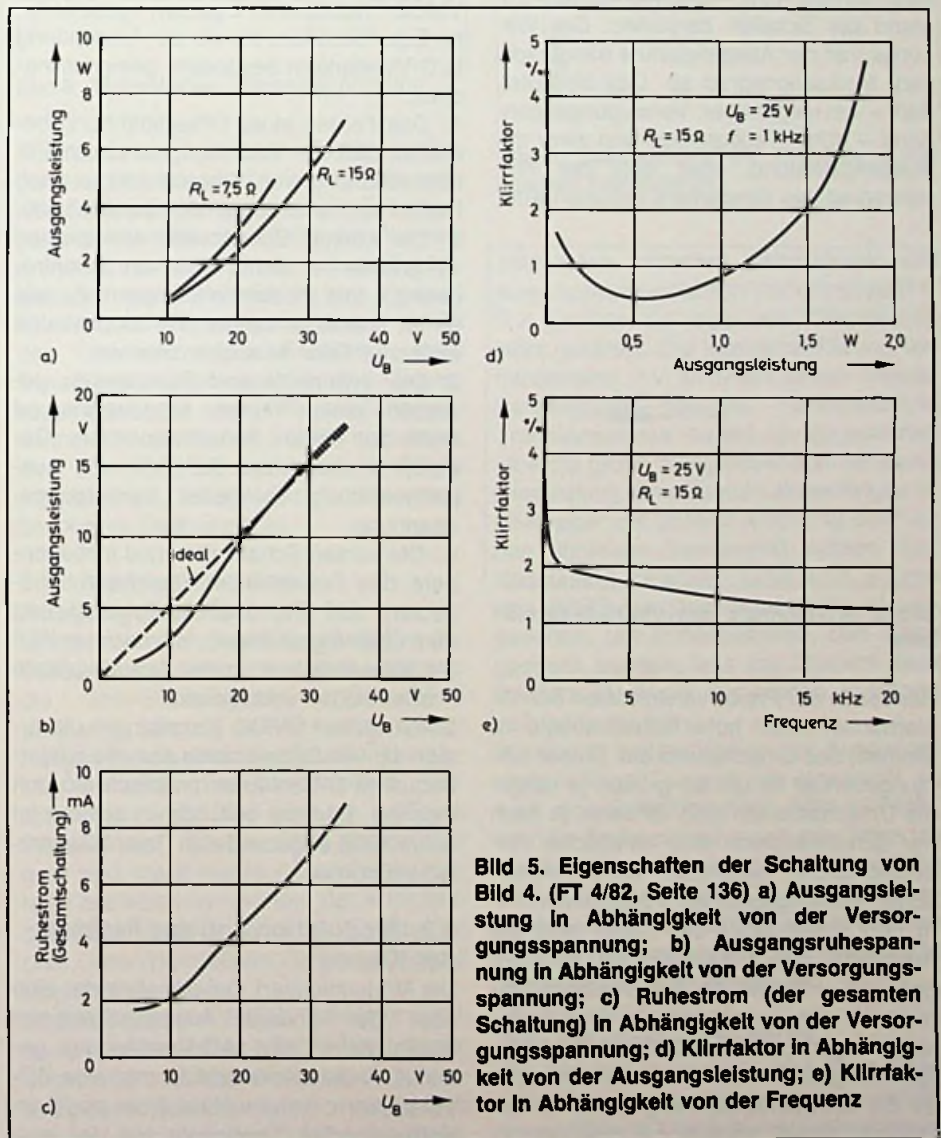 10
W
8
6
4
2
0
Ausgangsleistung
R_L = 7,5 Ω
R_L = 15 Ω
10 20 30 40 V 50
a)
U_B
20
V
15
10
5
0
Ausgangsleistung
ideal
10 20 30 40 V 50
b)
U_B
10
mA
8
6
4
2
0
Ruhestrom
(Gesamtschaltung)
10 20 30 40 V 50
c)
U_B
5
%
4
3
2
1
0
Klirrfaktor
U_B = 25 V
R_L = 15 Ω f = 1 kHz
0,5 1,0 1,5 W 2,0
d)
Ausgangsleistung
5
%
4
3
2
1
Klirrfaktor
U_B = 25 V
R_L = 15 Ω
5 10 15 kHz 20
e)
Frequenz
Bild 5. Eigenschaften der Schaltung von
Bild 4. (FT 4/82, Seite 136) a) Ausgangslei-
stung in Abhängigkeit von der Versor-
gungsspannung; b) Ausgangsruhespan-
nung in Abhängigkeit von der Versorgungs-
spannung; c) Ruhestrom (der gesamten
Schaltung) in Abhängigkeit von der Versor-
gungsspannung; d) Klirrfaktor in Abhängig-
keit von der Ausgangsleistung; e) Klirrfak-
tor in Abhängigkeit von der Frequenz